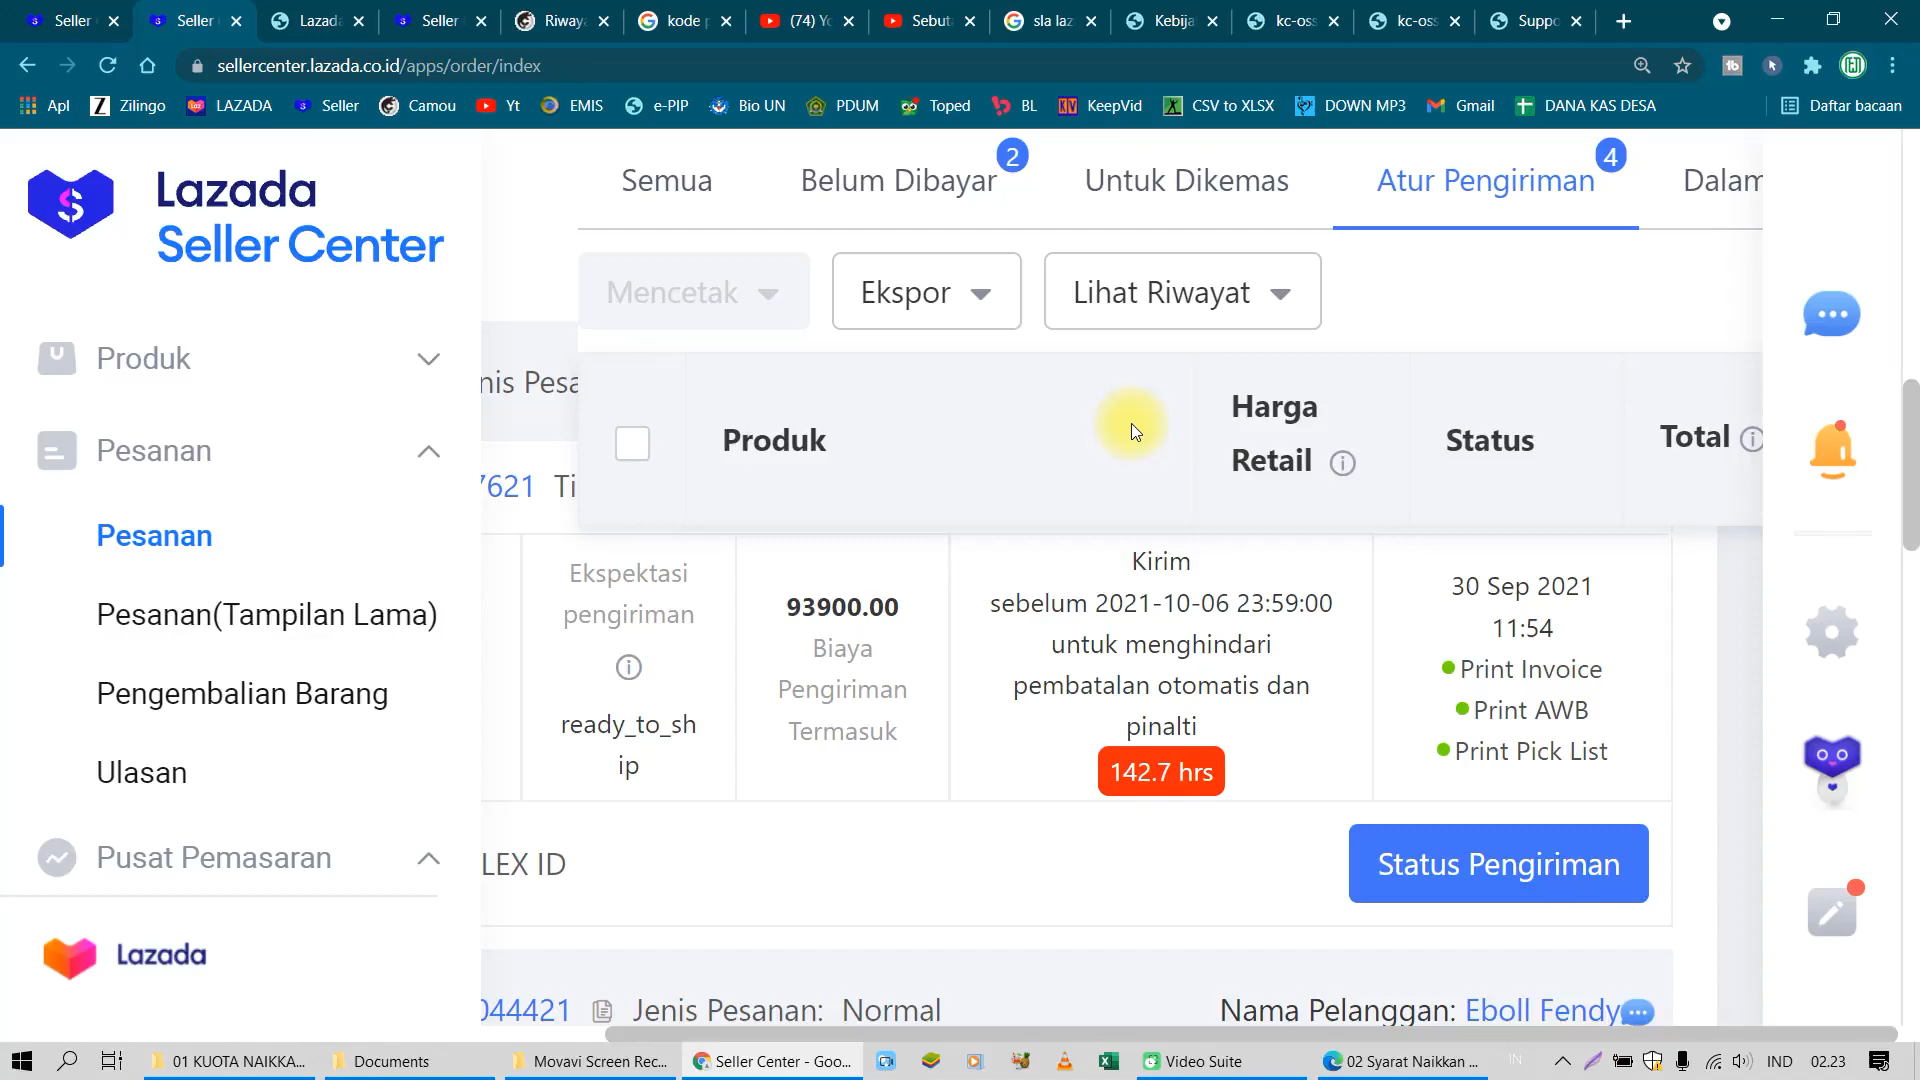 Seller
Seller
Lazada
Seller
Riway
kode p
(74) Yo
Sebut
sla laz
Kebija
kc-oss
kc-oss
Suppo
sellercenter.lazada.co.id/apps/order/index
Apl
Zilingo
LAZADA
Seller
Camou
Yt
EMIS
e-PIP
Bio UN
PDUM
Toped
BL
KeepVid
CSV to XLSX
DOWN MP3
Gmail
DANA KAS DESA
Daftar bacaan
Lazada
Seller Center
Produk
Pesanan
Pesanan
Pesanan(Tampilan Lama)
Pengembalian Barang
Ulasan
Pusat Pemasaran
Lazada
Semua
Belum Dibayar
2
Untuk Dikemas
Atur Pengiriman
4
Dalam
Mencetak
Ekspor
Lihat Riwayat
nis Pesa
Produk
Harga
Retail
Status
Total
7621 Ti
Ekspektasi
pengiriman
ready_to_sh
ip
93900.00
Biaya
Pengiriman
Termasuk
Kirim
sebelum 2021-10-06 23:59:00
untuk menghindari
pembatalan otomatis dan
pinalti
142.7 hrs
30 Sep 2021
11:54
Print Invoice
Print AWB
Print Pick List
LEX ID
Status Pengiriman
044421
Jenis Pesanan: Normal
Nama Pelanggan: Eboll Fendy
01 KUOTA NAIKKA...
Documents
Movavi Screen Rec...
Seller Center - Goo...
Video Suite
02 Syarat Naikkan ...
IN
IND
02.23